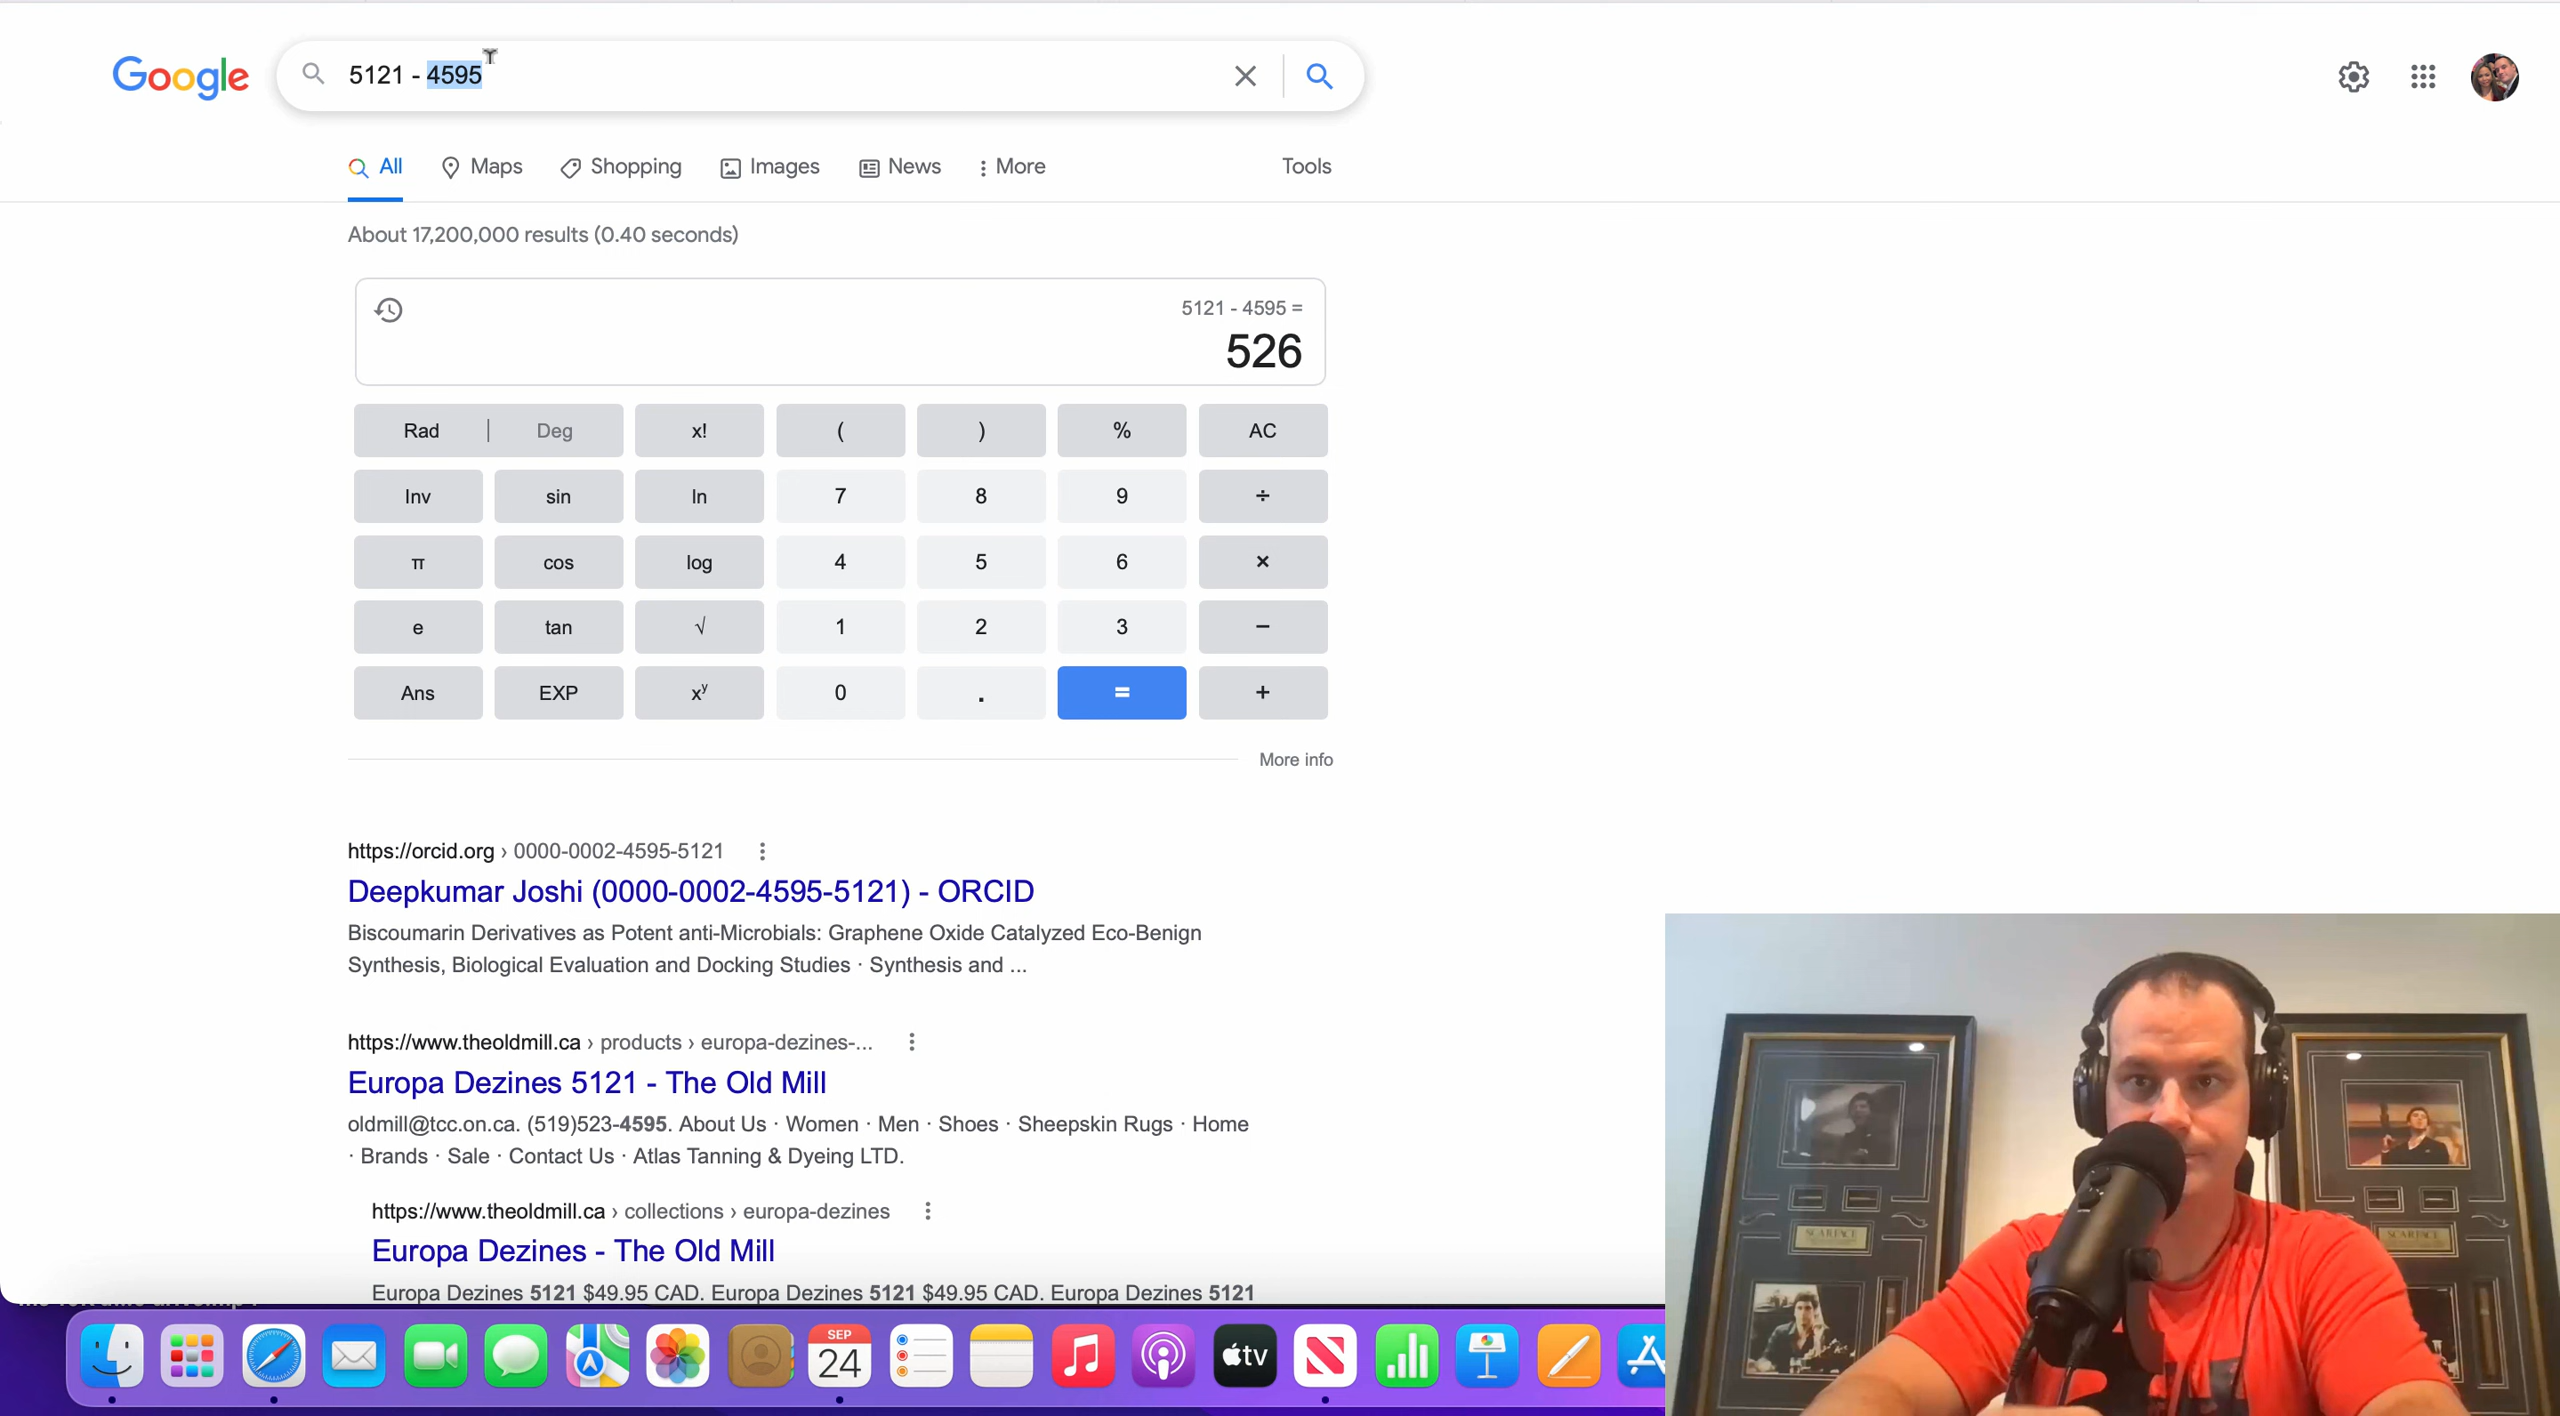 Google
5121 - 4595
All
Maps
Shopping
Images
News
More
Tools
About 17,200,000 results (0.40 seconds)
5121 - 4595 =
526
Rad | Deg x! ( ) % AC
Inv sin ln 7 8 9 ÷
π cos log 4 5 6 ×
e tan √ 1 2 3 −
Ans EXP xʸ 0 . = +
More info
https://orcid.org › 0000-0002-4595-5121
Deepkumar Joshi (0000-0002-4595-5121) - ORCID
Biscoumarin Derivatives as Potent anti-Microbials: Graphene Oxide Catalyzed Eco-Benign
Synthesis, Biological Evaluation and Docking Studies · Synthesis and ...
https://www.theoldmill.ca › products › europa-dezines-...
Europa Dezines 5121 - The Old Mill
oldmill@tcc.on.ca. (519)523-4595. About Us · Women · Men · Shoes · Sheepskin Rugs · Home
· Brands · Sale · Contact Us · Atlas Tanning & Dyeing LTD.
https://www.theoldmill.ca › collections › europa-dezines
Europa Dezines - The Old Mill
Europa Dezines 5121 $49.95 CAD. Europa Dezines 5121 $49.95 CAD. Europa Dezines 5121
SEP
24
tv
SCARFACE
SCARFACE